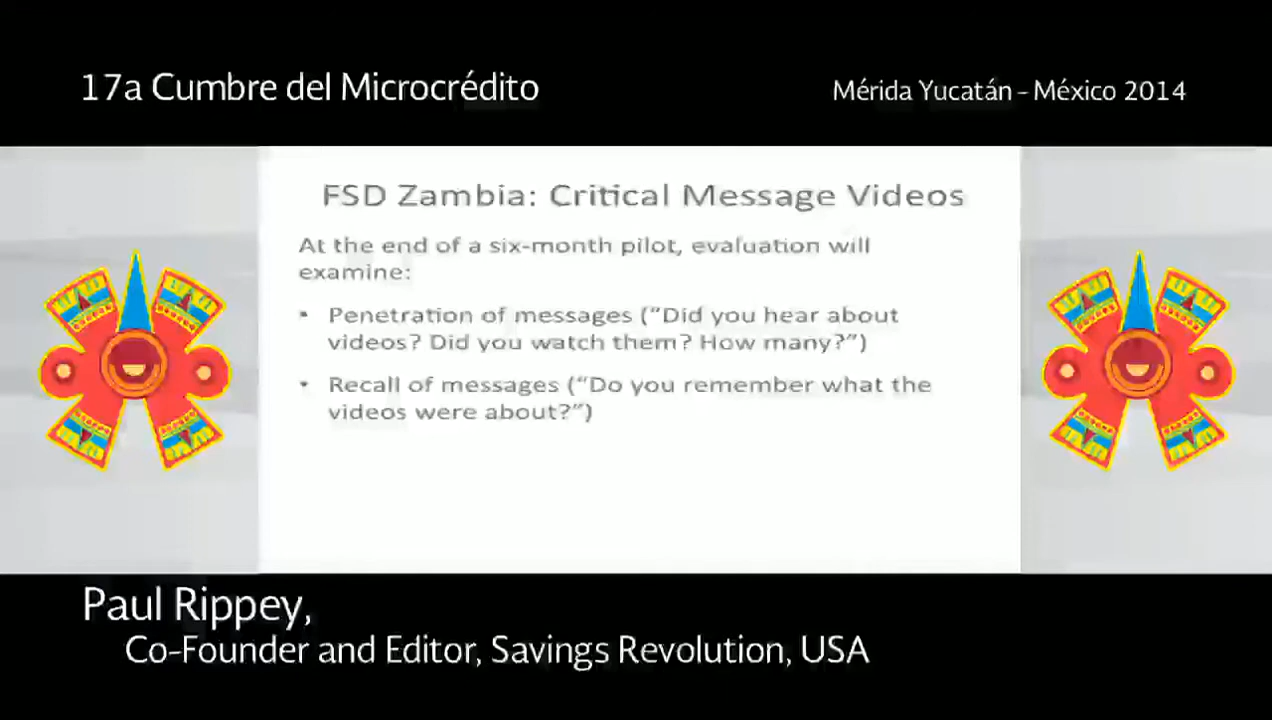 17a Cumbre del Microcrédito
Mérida Yucatán – México 2014
FSD Zambia: Critical Message Videos
At the end of a six-month pilot, evaluation will
examine:
• Penetration of messages (“Did you hear about
videos? Did you watch them? How many?”)
• Recall of messages (“Do you remember what the
videos were about?”)
Paul Rippey,
Co-Founder and Editor, Savings Revolution, USA